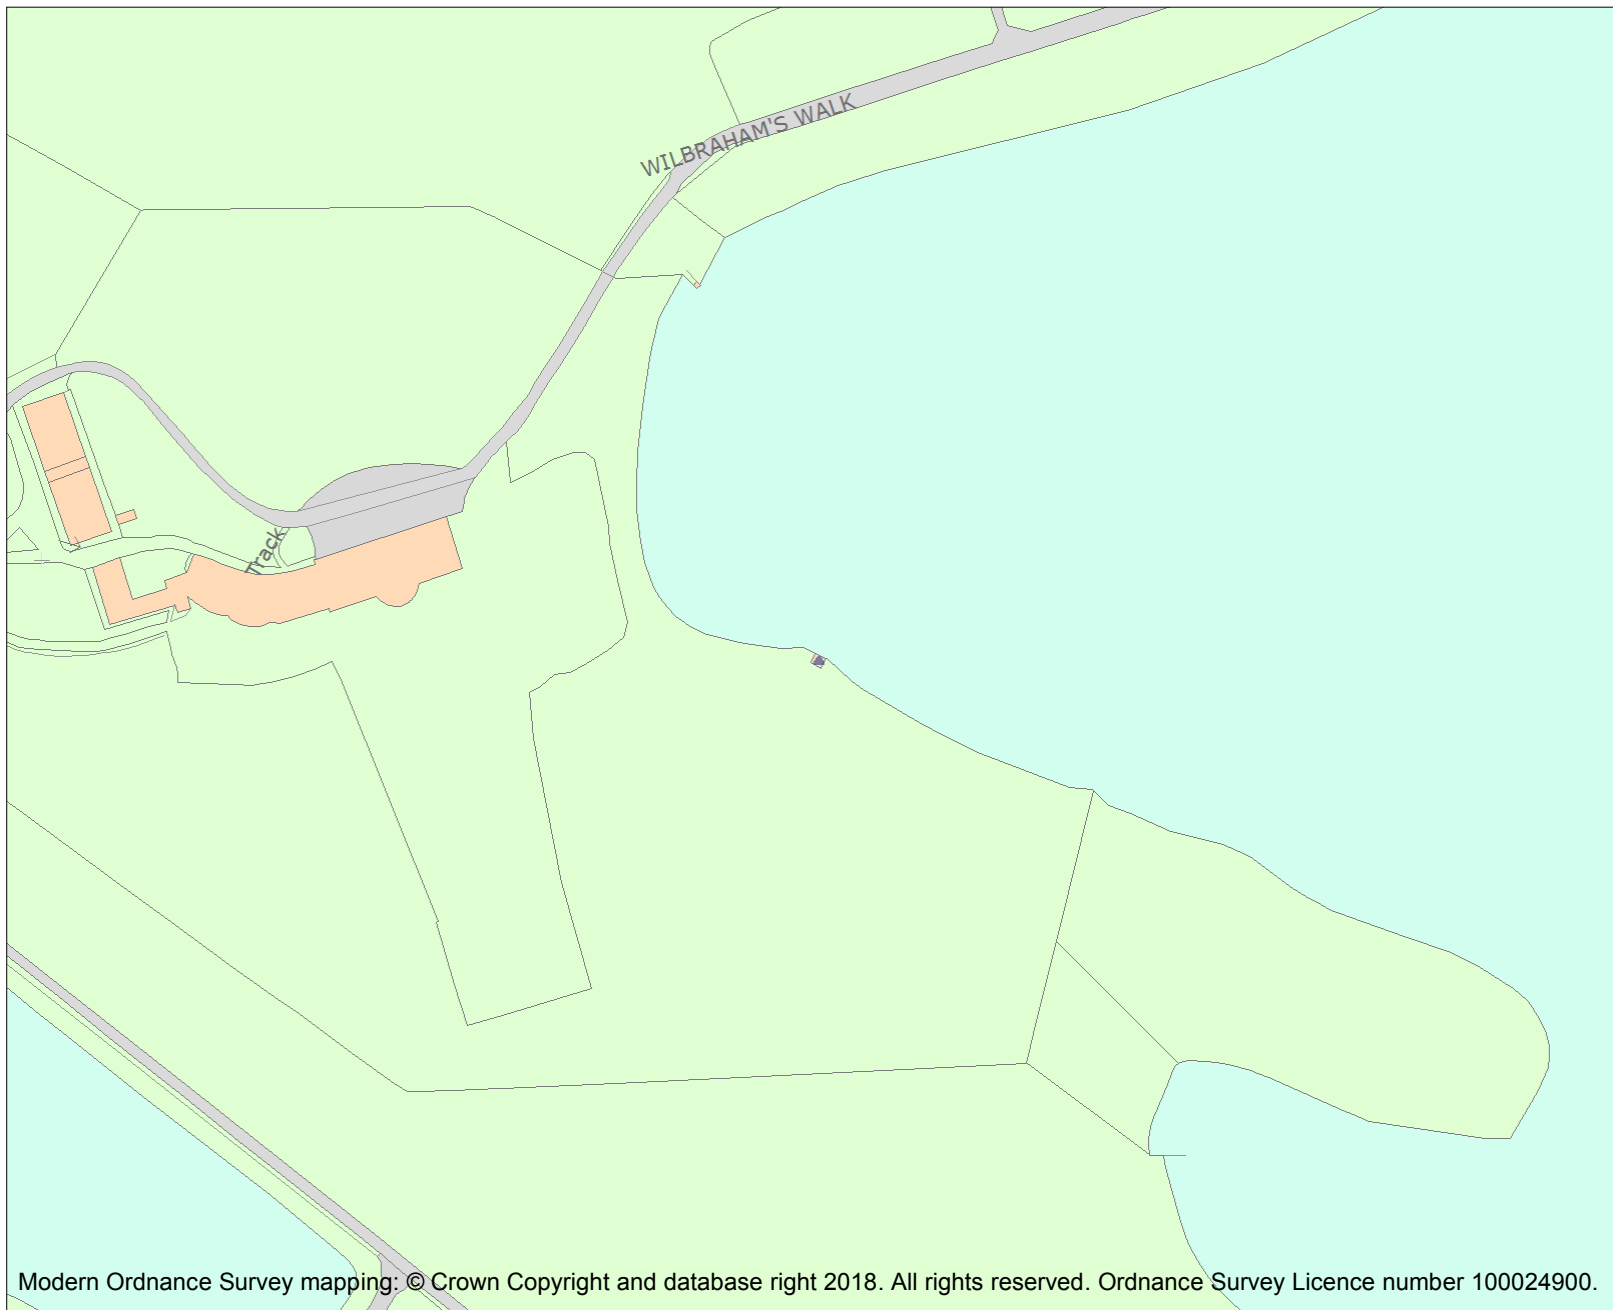 WILBRAHAM'S WALK
Track
Modern Ordnance Survey mapping: © Crown Copyright and database right 2018. All rights reserved. Ordnance Survey Licence number 100024900.